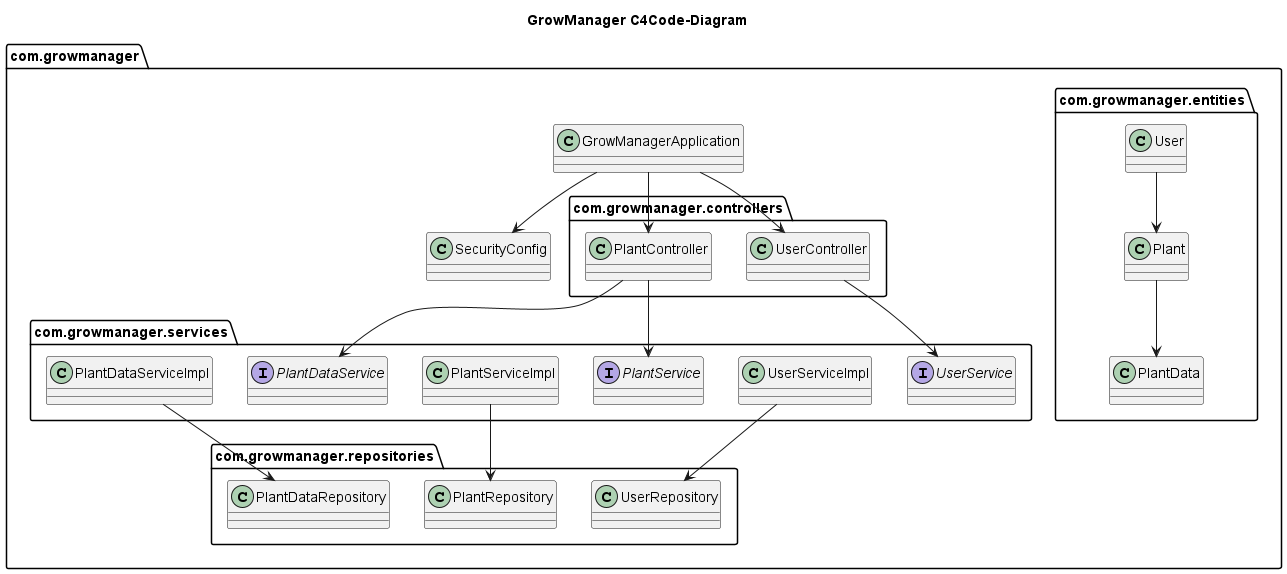 GrowManager C4Code-Diagram
com.growmanager
com.growmanager.entities
C GrowManagerApplication
C User
com.growmanager.controllers
C SecurityConfig
C PlantController
C UserController
C Plant
com.growmanager.services
C PlantDataServiceImpl
I PlantDataService
C PlantServiceImpl
I PlantService
C UserServiceImpl
I UserService
C PlantData
com.growmanager.repositories
C PlantDataRepository
C PlantRepository
C UserRepository